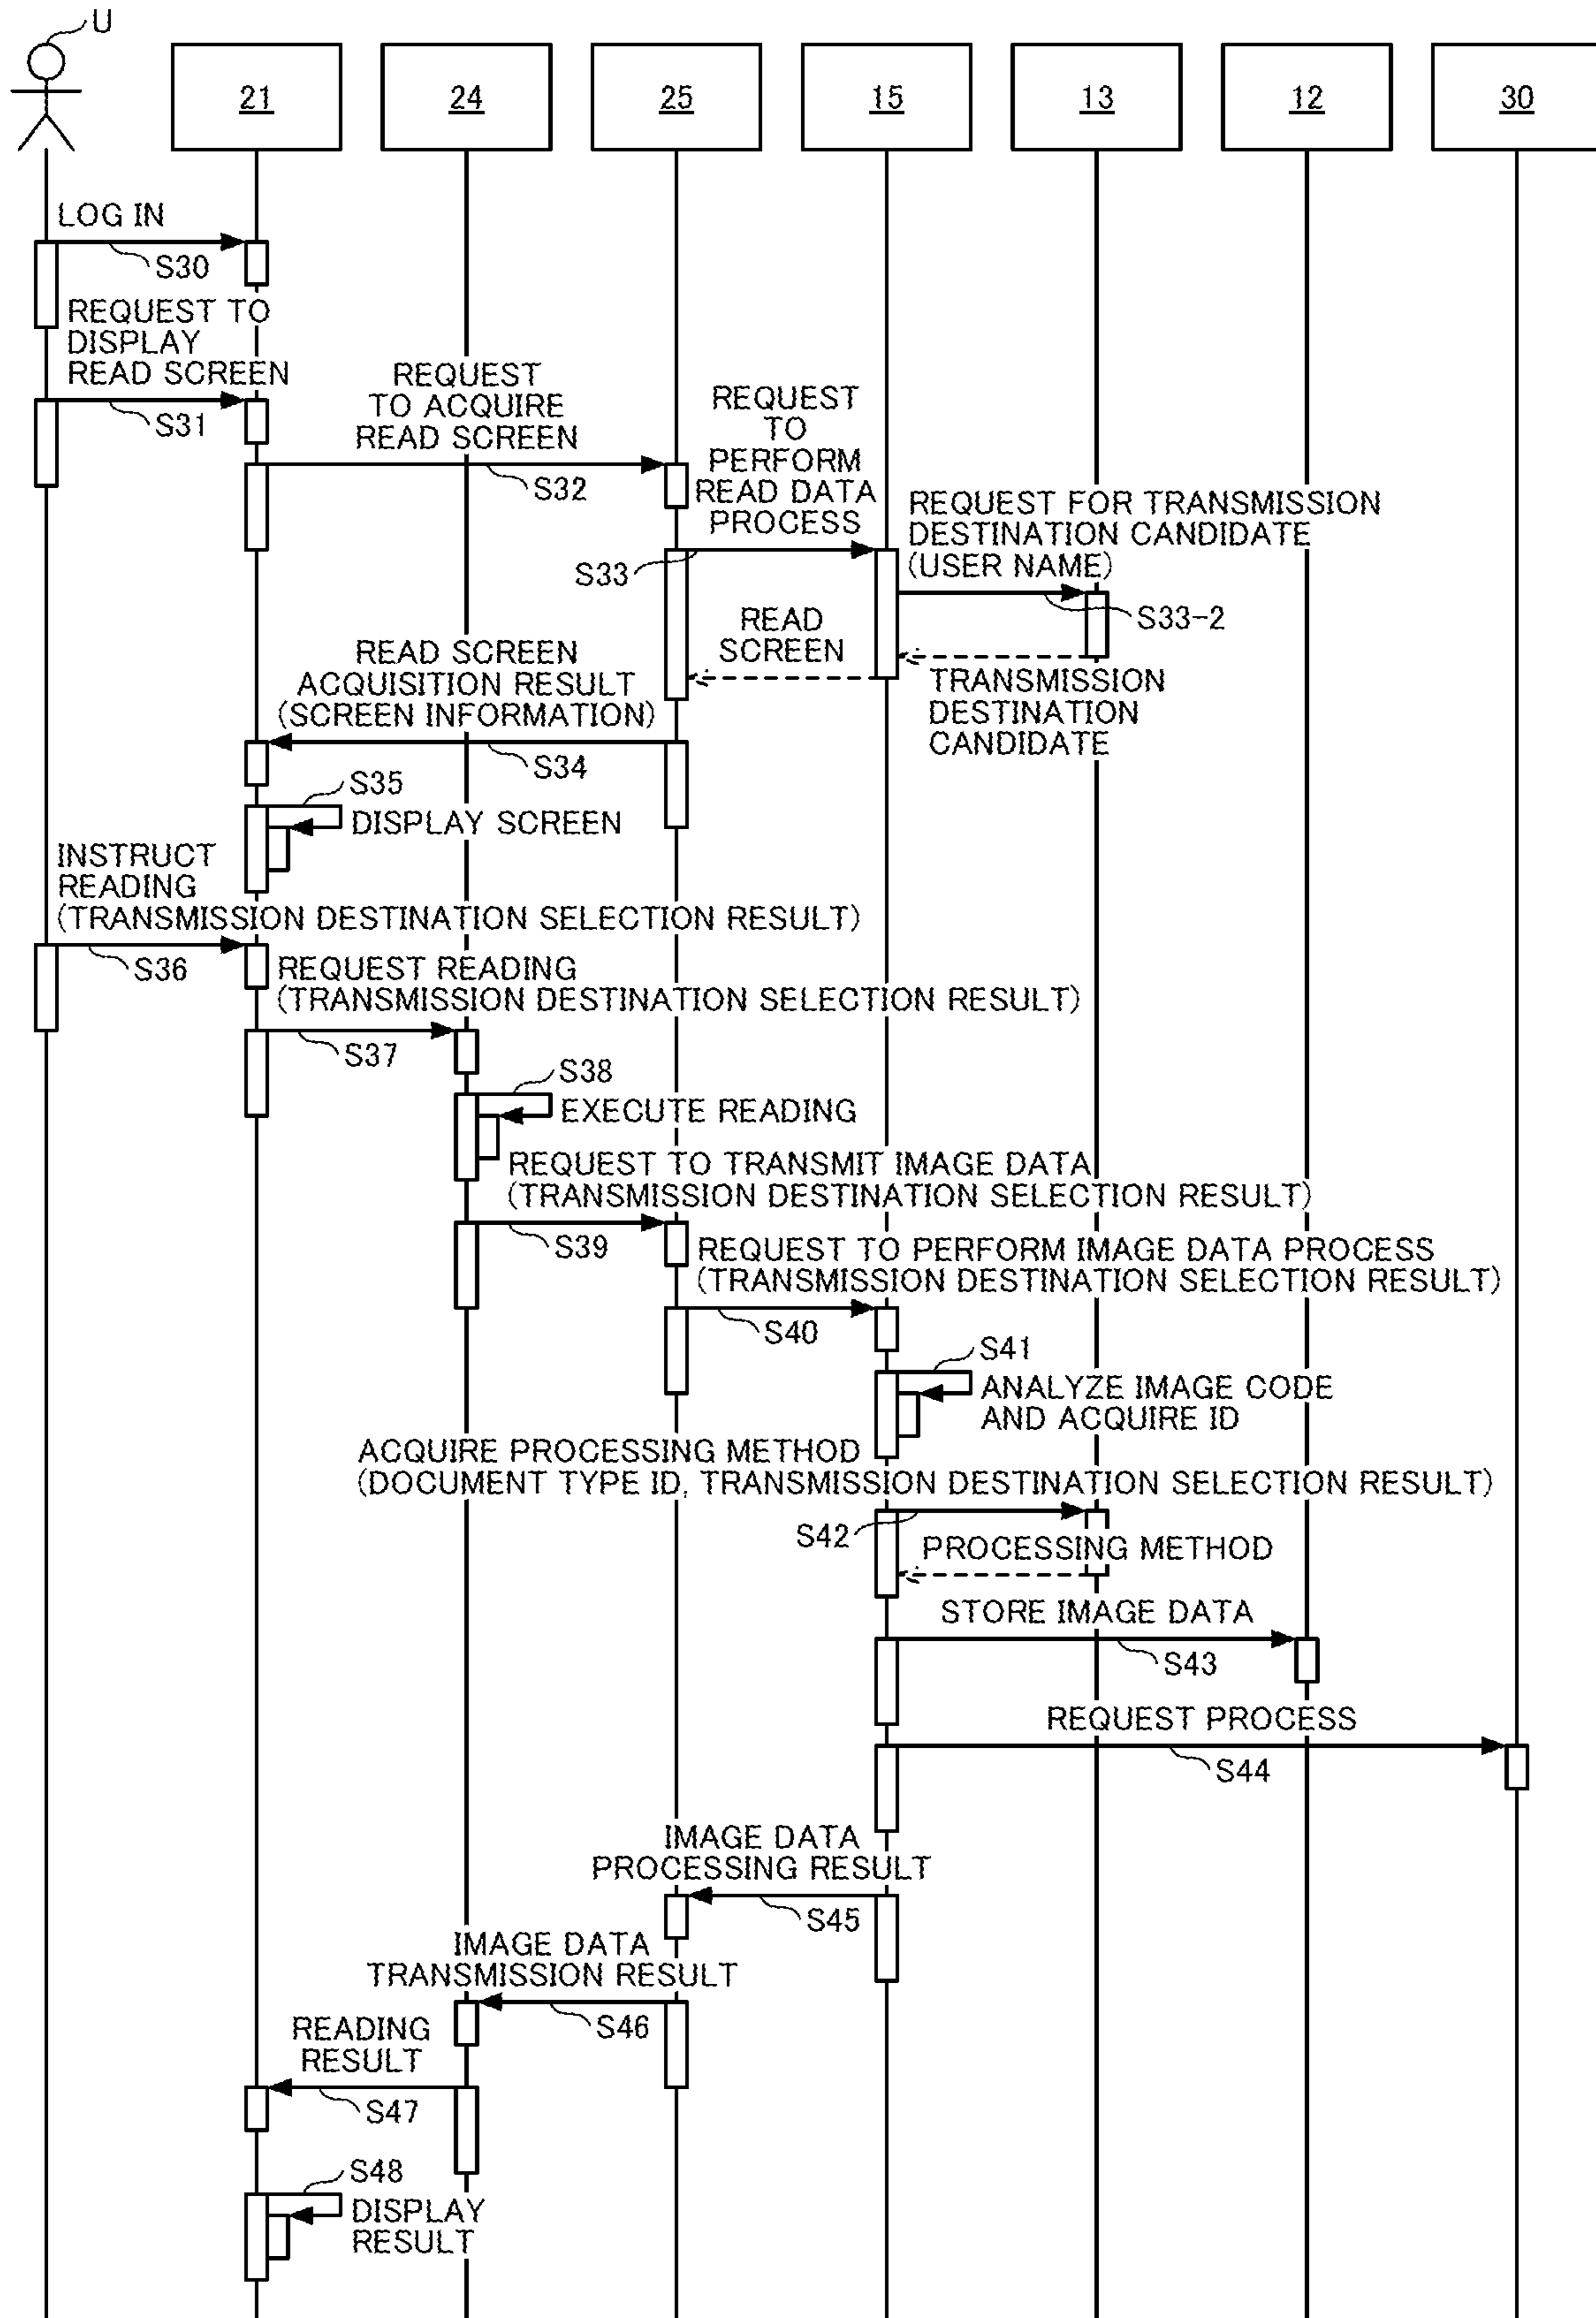 U
21
24
25
15
13
12
30
LOG IN
S30
REQUEST TO
DISPLAY
READ SCREEN
S31
REQUEST
TO ACQUIRE
READ SCREEN
S32
REQUEST
TO
PERFORM
READ DATA
PROCESS
S33
REQUEST FOR TRANSMISSION
DESTINATION CANDIDATE
(USER NAME)
S33-2
READ
SCREEN
TRANSMISSION
DESTINATION
CANDIDATE
READ SCREEN
ACQUISITION RESULT
(SCREEN INFORMATION)
S34
S35
DISPLAY SCREEN
INSTRUCT
READING
(TRANSMISSION DESTINATION SELECTION RESULT)
S36
REQUEST READING
(TRANSMISSION DESTINATION SELECTION RESULT)
S37
S38
EXECUTE READING
REQUEST TO TRANSMIT IMAGE DATA
(TRANSMISSION DESTINATION SELECTION RESULT)
S39
REQUEST TO PERFORM IMAGE DATA PROCESS
(TRANSMISSION DESTINATION SELECTION RESULT)
S40
S41
ANALYZE IMAGE CODE
AND ACQUIRE ID
ACQUIRE PROCESSING METHOD
(DOCUMENT TYPE ID, TRANSMISSION DESTINATION SELECTION RESULT)
S42
PROCESSING METHOD
STORE IMAGE DATA
S43
REQUEST PROCESS
S44
IMAGE DATA
PROCESSING RESULT
S45
IMAGE DATA
TRANSMISSION RESULT
S46
READING
RESULT
S47
S48
DISPLAY
RESULT